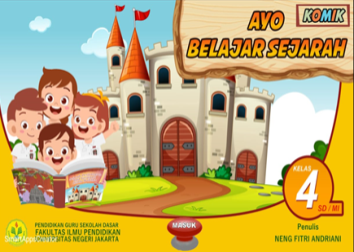 KOMIK
AYO
BELAJAR SEJARAH
KELAS
4
SD / MI
Penulis
NENG FITRI ANDRIANI
MASUK
PENDIDIKAN GURU SEKOLAH DASAR
FAKULTAS ILMU PENDIDIKAN
UNIVERSITAS NEGERI JAKARTA